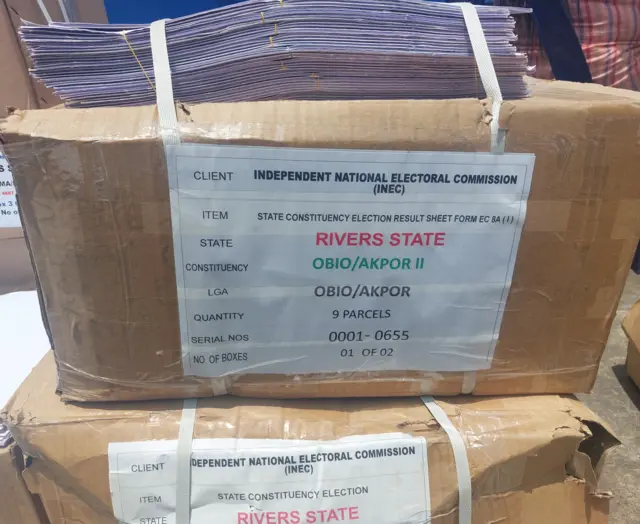 CLIENT INDEPENDENT NATIONAL ELECTORAL COMMISSION
(INEC)
ITEM STATE CONSTITUENCY ELECTION RESULT SHEET FORM EC 8A (1)
STATE RIVERS STATE
CONSTITUENCY OBIO/AKPOR II
LGA OBIO/AKPOR
QUANTITY 9 PARCELS
SERIAL NOS 0001-0655
NO. OF BOXES 01 OF 02
CLIENT DEPENDENT NATIONAL ELECTORAL COMMISSION
(INEC)
ITEM STATE CONSTITUENCY ELECTION
STATE RIVERS STATE